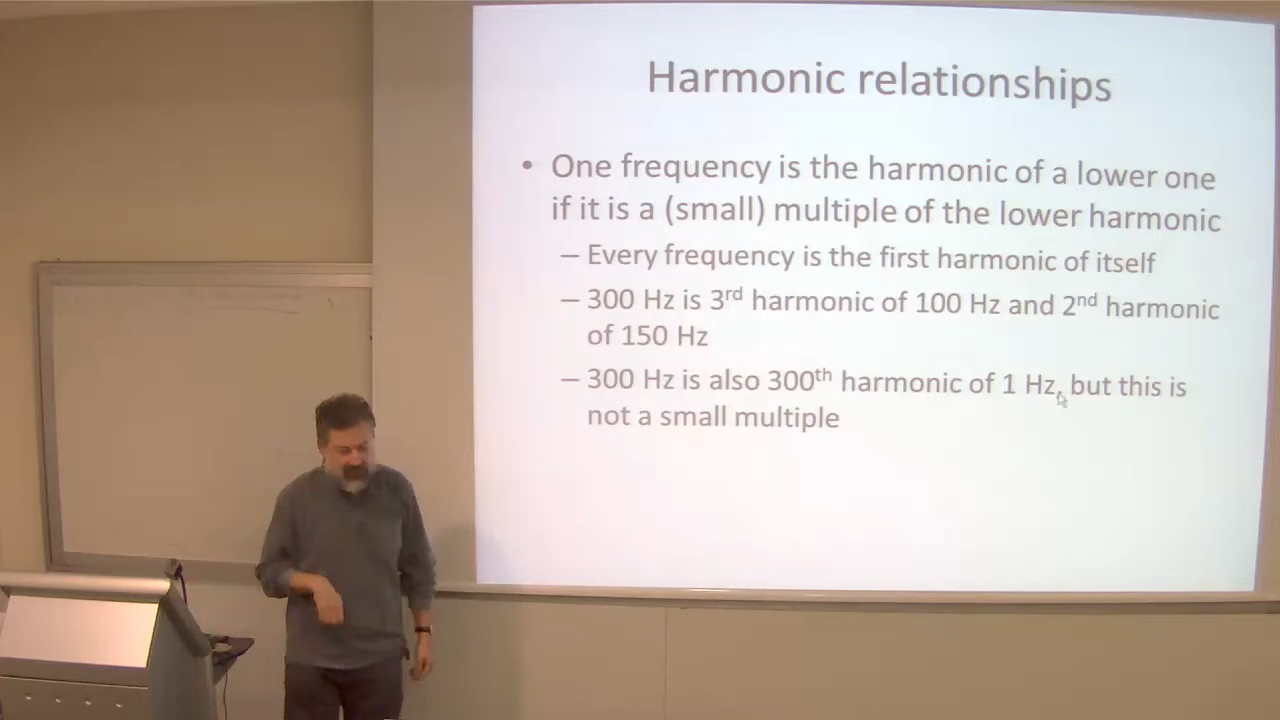 Harmonic relationships
• One frequency is the harmonic of a lower one
if it is a (small) multiple of the lower harmonic
– Every frequency is the first harmonic of itself
– 300 Hz is 3rd harmonic of 100 Hz and 2nd harmonic
of 150 Hz
– 300 Hz is also 300th harmonic of 1 Hz, but this is
not a small multiple